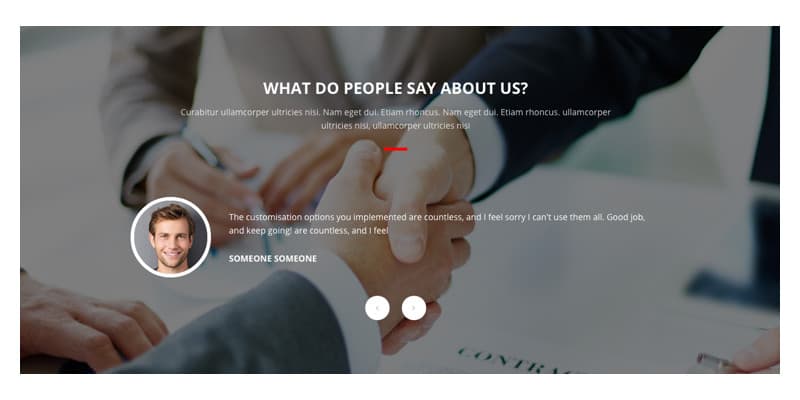 WHAT DO PEOPLE SAY ABOUT US?
Curabitur ullamcorper ultricies nisi. Nam eget dui. Etiam rhoncus. Nam eget dui. Etiam rhoncus. ullamcorper
ultricies nisi, ullamcorper ultricies nisi
The customisation options you implemented are countless, and I feel sorry I can't use them all. Good job,
and keep going! are countless, and I feel
SOMEONE SOMEONE